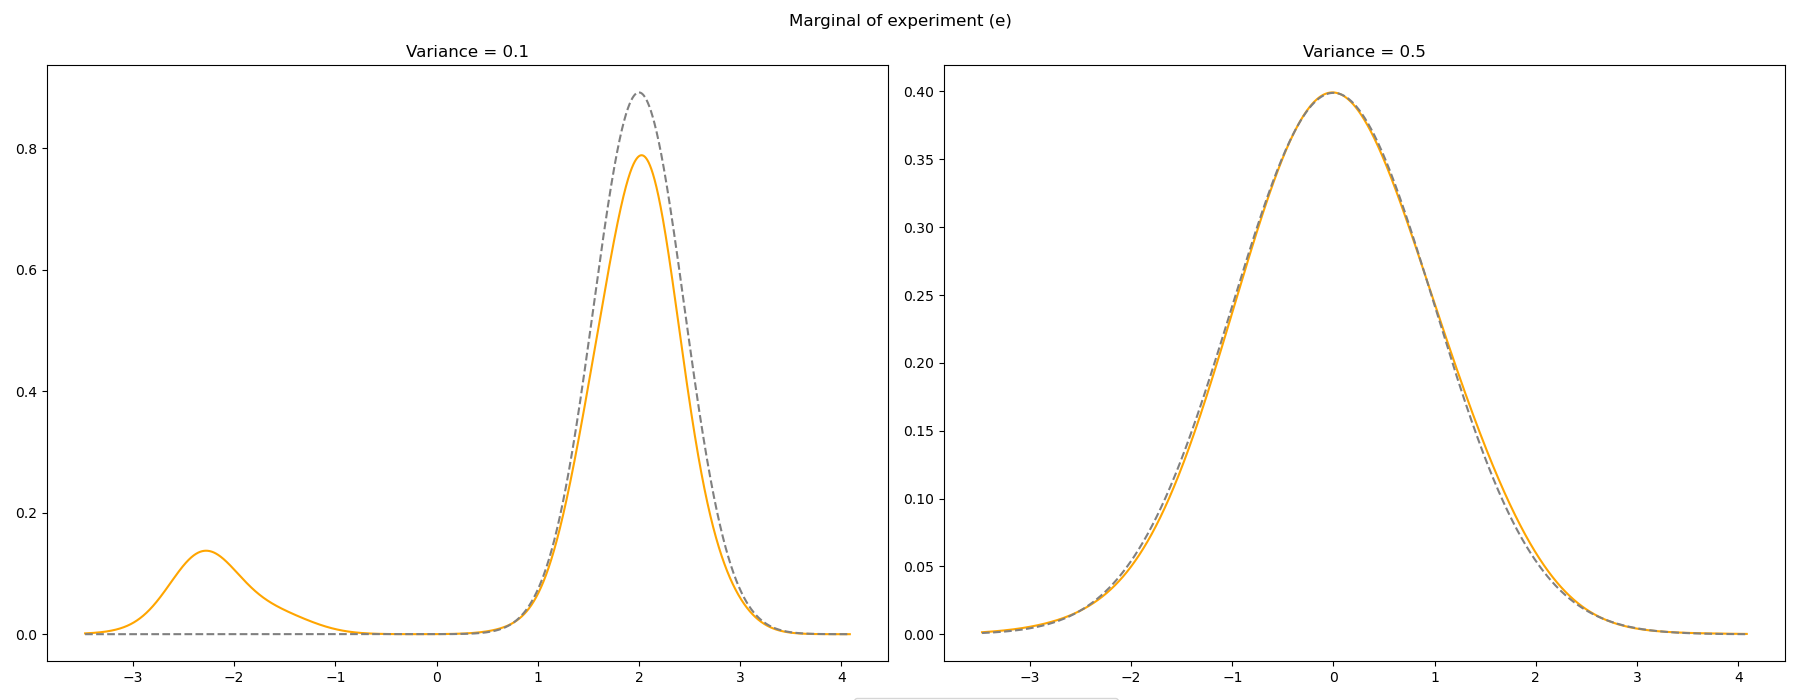 Marginal of experiment (e)
Variance = 0.1
0.8
0.6
0.4
0.2
0.0
−3 −2 −1 0 1 2 3 4
Variance = 0.5
0.40
0.35
0.30
0.25
0.20
0.15
0.10
0.05
0.00
−3 −2 −1 0 1 2 3 4